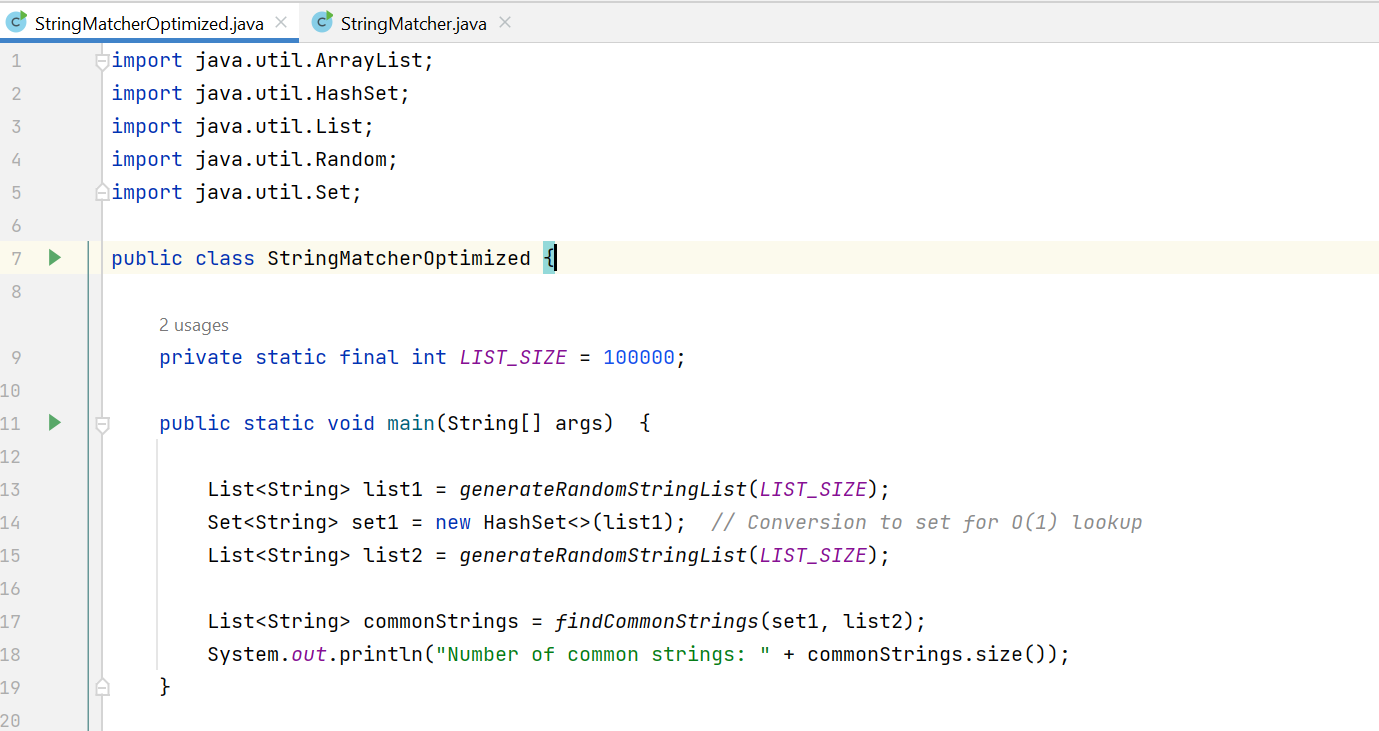 StringMatcherOptimized.java StringMatcher.java
1 import java.util.ArrayList;
2 import java.util.HashSet;
3 import java.util.List;
4 import java.util.Random;
5 import java.util.Set;
6
7 public class StringMatcherOptimized {
8
2 usages
9 private static final int LIST_SIZE = 100000;
10
11 public static void main(String[] args)  {
12
13 List<String> list1 = generateRandomStringList(LIST_SIZE);
14 Set<String> set1 = new HashSet<>(list1);  // Conversion to set for O(1) lookup
15 List<String> list2 = generateRandomStringList(LIST_SIZE);
16
17 List<String> commonStrings = findCommonStrings(set1, list2);
18 System.out.println("Number of common strings: " + commonStrings.size());
19 }
20